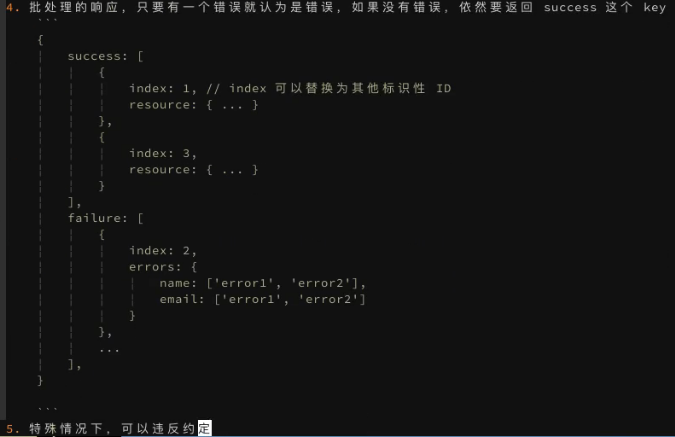 4. 批处理的响应, 只要有一个错误就认为是错误, 如果没有错误, 依然要返回 success 这个 key
```
{
success: [
{
index: 1, // index 可以替换为其他标识性 ID
resource: { ... }
},
{
index: 3,
resource: { ... }
}
],
failure: [
{
index: 2,
errors: {
name: ['error1', 'error2'],
email: ['error1', 'error2']
}
},
...
],
}
```
5. 特殊情况下, 可以违反约定